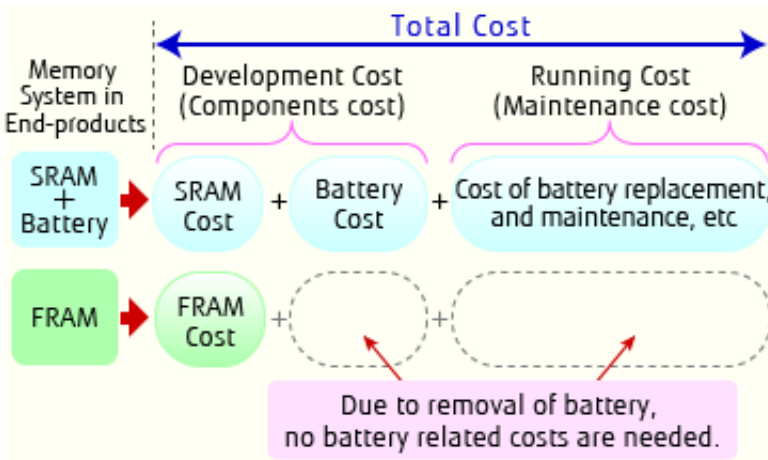 Total Cost
Memory
System in
End-products
Development Cost
(Components cost)
Running Cost
(Maintenance cost)
SRAM
+
Battery
SRAM
Cost
+
Battery
Cost
+
Cost of battery replacement,
and maintenance, etc
FRAM
FRAM
Cost
+
+
Due to removal of battery,
no battery related costs are needed.